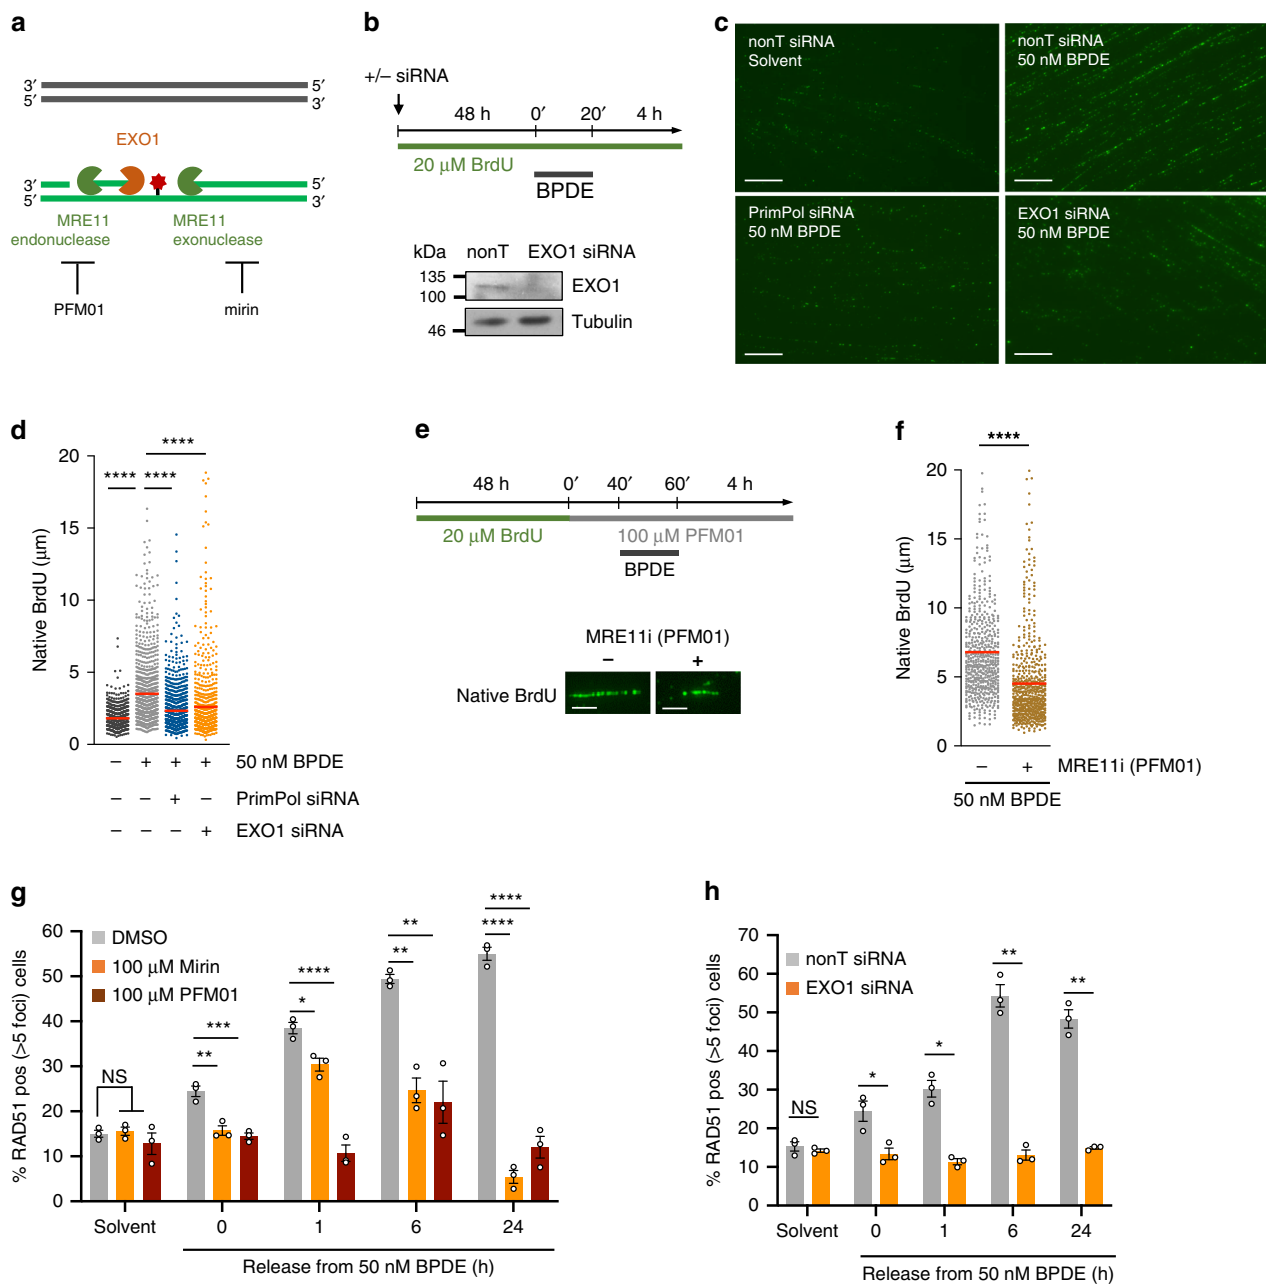 a
3′ 5′
5′ 3′
EXO1
3′ 5′
5′ 3′
MRE11
endonuclease
MRE11
exonuclease
PFM01
mirin
b
+/− siRNA
48 h 0′ 20′ 4 h
20 μM BrdU
BPDE
kDa nonT EXO1 siRNA
135
100
EXO1
46
Tubulin
c
nonT siRNA
Solvent
nonT siRNA
50 nM BPDE
PrimPol siRNA
50 nM BPDE
EXO1 siRNA
50 nM BPDE
d
****
**** ****
Native BrdU (μm)
20
15
10
5
0
− + + + 50 nM BPDE
− − + − PrimPol siRNA
− − − + EXO1 siRNA
e
48 h 0′ 40′ 60′ 4 h
20 μM BrdU 100 μM PFM01
BPDE
MRE11i (PFM01)
− +
Native BrdU
f
****
Native BrdU (μm)
20
15
10
5
0
− + MRE11i (PFM01)
50 nM BPDE
g
% RAD51 pos (>5 foci) cells
60
50
40
30
20
10
0
DMSO
100 μM Mirin
100 μM PFM01
NS
***
**
****
*
**
**
****
****
Solvent 0 1 6 24
Release from 50 nM BPDE (h)
h
% RAD51 pos (>5 foci) cells
70
60
50
40
30
20
10
0
nonT siRNA
EXO1 siRNA
NS
*
*
**
**
Solvent 0 1 6 24
Release from 50 nM BPDE (h)